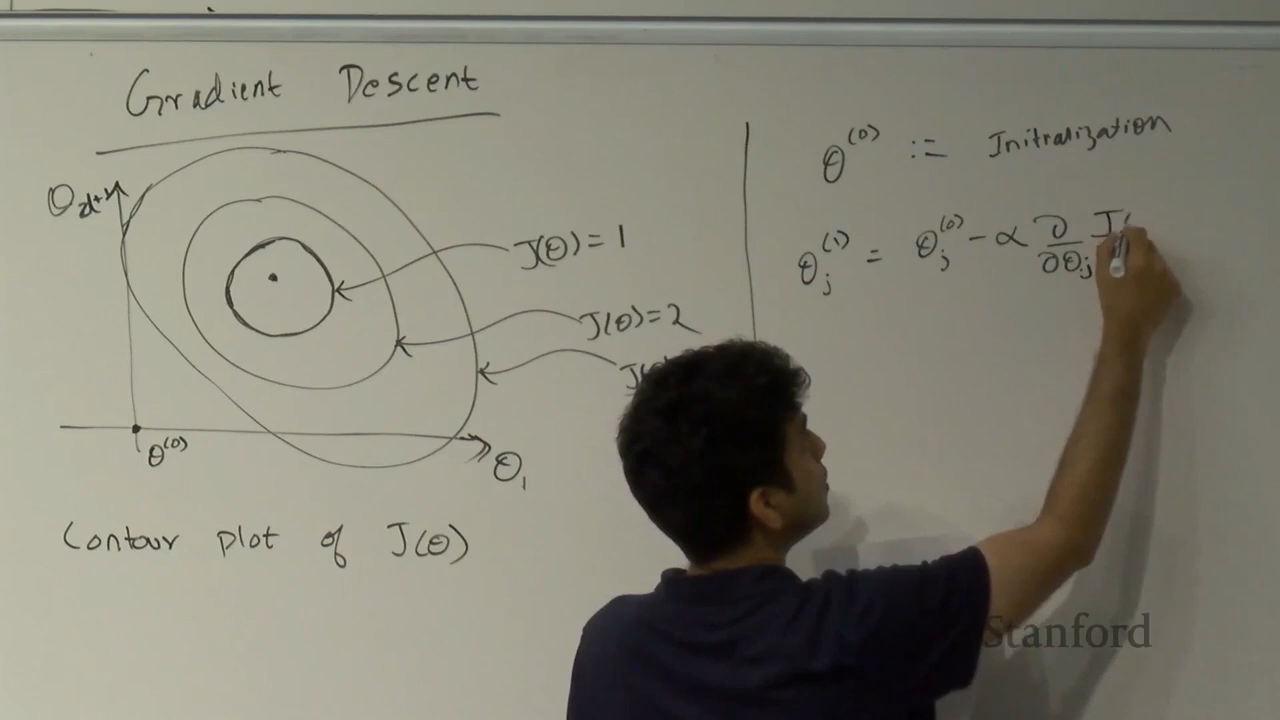 Gradient Descent
θ_{d+1}
J(θ) = 1
J(θ) = 2
θ^{(0)}
θ_1
Contour plot of J(θ)
θ^{(0)} := Initialization
θ_j^{(1)} = θ_j^{(0)} - α ∂/∂θ_j J(
Stanford